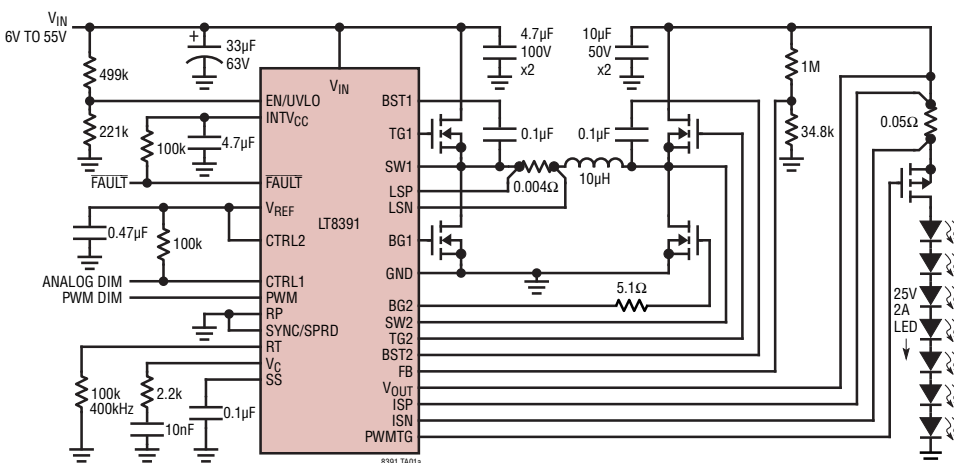 VIN
6V TO 55V
499k
221k
+
33µF
63V
4.7µF
100V
x2
10µF
50V
x2
1M
34.8k
0.05Ω
100k
4.7µF
FAULT
0.47µF
100k
ANALOG DIM
PWM DIM
100k
400kHz
2.2k
10nF
0.1µF
VIN
EN/UVLO
INTVCC
FAULT
VREF
CTRL2
CTRL1
PWM
RP
SYNC/SPRD
RT
VC
SS
LT8391
BST1
TG1
SW1
LSP
LSN
BG1
GND
BG2
SW2
TG2
BST2
FB
VOUT
ISP
ISN
PWMTG
0.1µF
0.1µF
0.004Ω
10µH
5.1Ω
25V
2A
LED
8391 TA01a